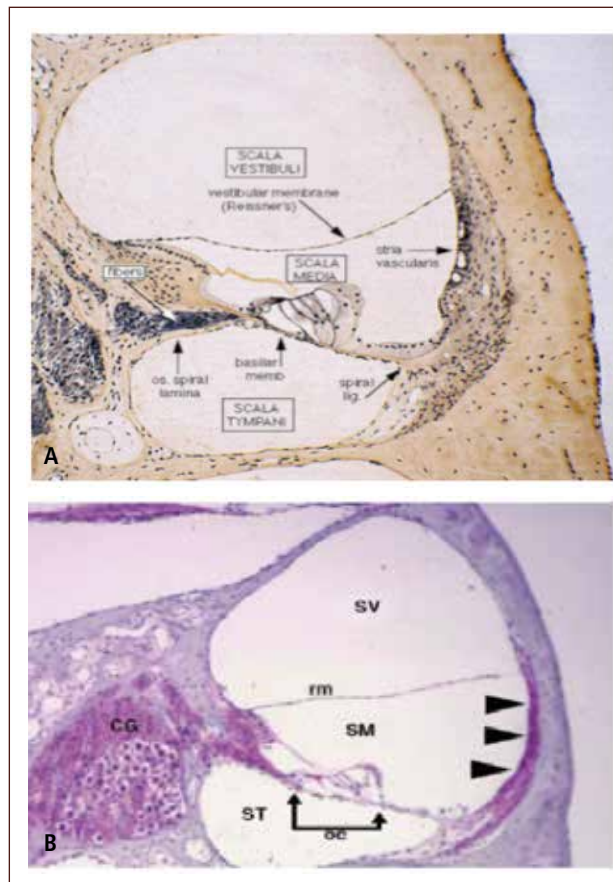 SCALA
VESTIBULI
vestibular membrane
(Reissner's)
SCALA
MEDIA
stria
vascularis
fibers
os. spiral
lamina
basilar
memb
spiral
lig.
SCALA
TYMPANI
A
SV
rm
SM
CG
ST
oc
B